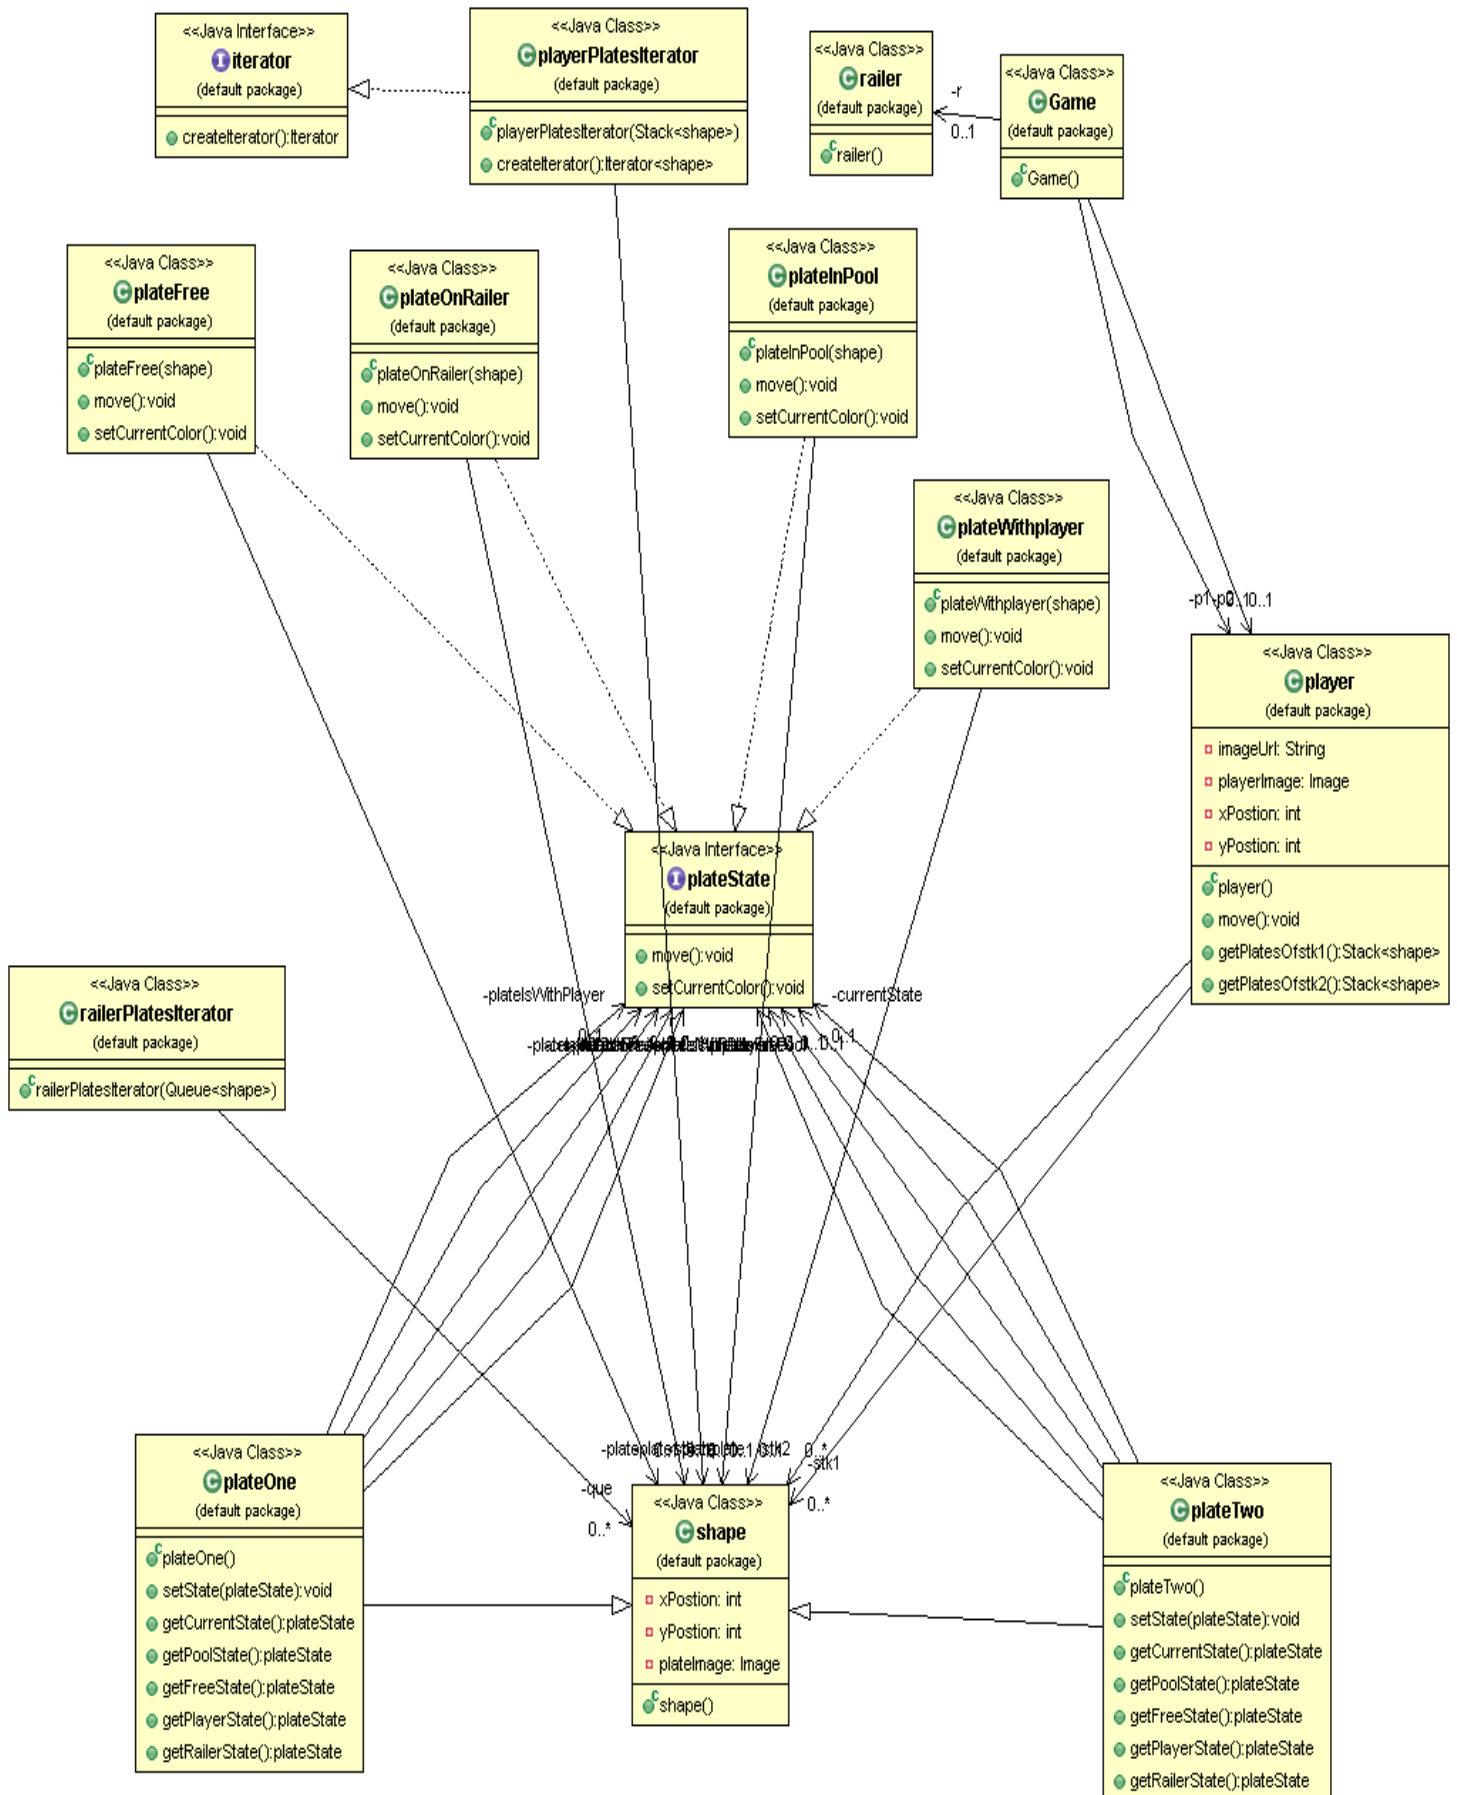 <<Java Interface>>
iterator
(default package)
createIterator():Iterator
<<Java Class>>
playerPlatesIterator
(default package)
playerPlatesIterator(Stack<shape>)
createIterator():Iterator<shape>
<<Java Class>>
railer
(default package)
railer()
-r
0..1
<<Java Class>>
Game
(default package)
Game()
<<Java Class>>
plateFree
(default package)
plateFree(shape)
move():void
setCurrentColor():void
<<Java Class>>
plateOnRailer
(default package)
plateOnRailer(shape)
move():void
setCurrentColor():void
<<Java Class>>
plateInPool
(default package)
plateInPool(shape)
move():void
setCurrentColor():void
<<Java Class>>
plateWithplayer
(default package)
plateWithplayer(shape)
move():void
setCurrentColor():void
-p1
0..1
<<Java Class>>
player
(default package)
imageUrl: String
playerImage: Image
xPostion: int
yPostion: int
player()
move():void
getPlatesOfstk1():Stack<shape>
getPlatesOfstk2():Stack<shape>
<<Java Interface>>
plateState
(default package)
move():void
setCurrentColor():void
-plateIsWithPlayer
-currentState
0..1
<<Java Class>>
railerPlatesIterator
(default package)
railerPlatesIterator(Queue<shape>)
-stk2
0..*
-stk1
0..*
-que
0..*
<<Java Class>>
plateOne
(default package)
plateOne()
setState(plateState):void
getCurrentState():plateState
getPoolState():plateState
getFreeState():plateState
getPlayerState():plateState
getRailerState():plateState
<<Java Class>>
shape
(default package)
xPostion: int
yPostion: int
plateImage: Image
shape()
<<Java Class>>
plateTwo
(default package)
plateTwo()
setState(plateState):void
getCurrentState():plateState
getPoolState():plateState
getFreeState():plateState
getPlayerState():plateState
getRailerState():plateState